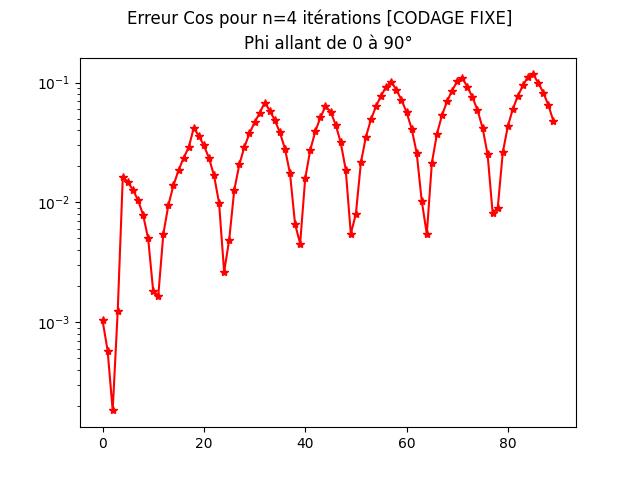 Erreur Cos pour n=4 itérations [CODAGE FIXE]
Phi allant de 0 à 90°
10⁻¹
10⁻²
10⁻³
0 20 40 60 80